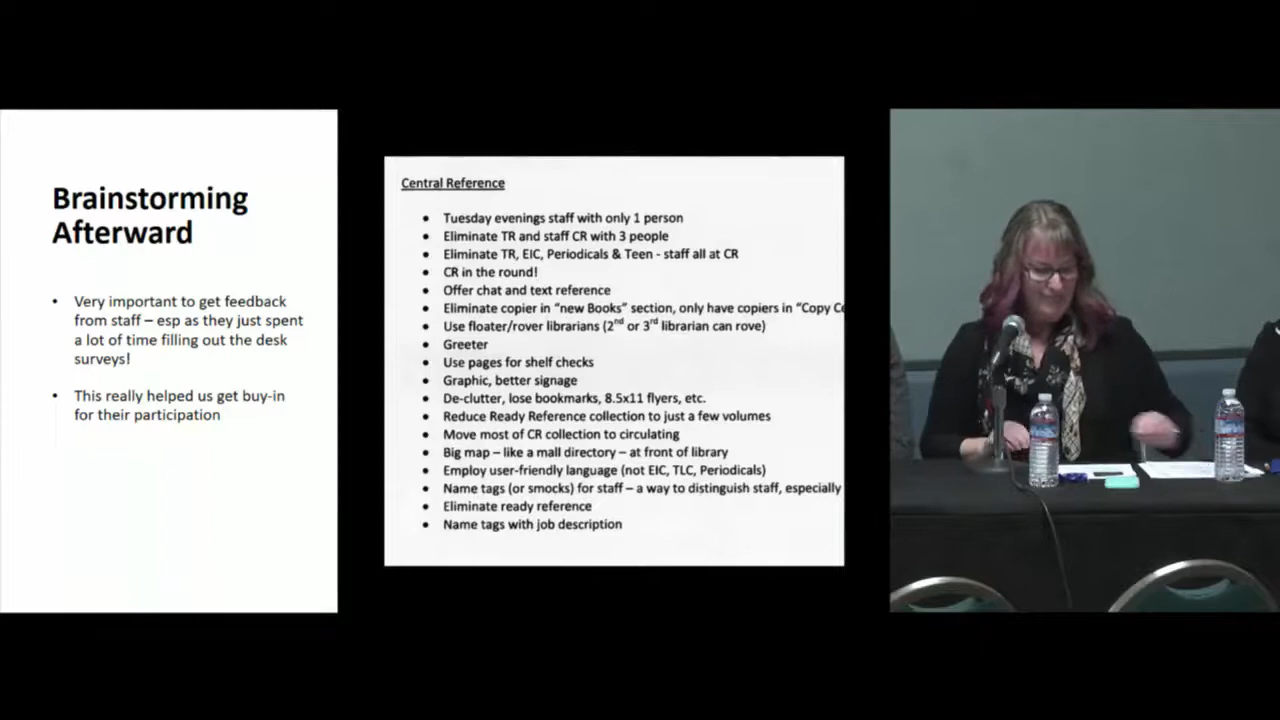 Brainstorming
Afterward
• Very important to get feedback
from staff – esp as they just spent
a lot of time filling out the desk
surveys!
• This really helped us get buy-in
for their participation
Central Reference
• Tuesday evenings staff with only 1 person
• Eliminate TR and staff CR with 3 people
• Eliminate TR, EIC, Periodicals & Teen - staff all at CR
• CR in the round!
• Offer chat and text reference
• Eliminate copier in "new Books" section, only have copiers in "Copy Ce
• Use floater/rover librarians (2nd or 3rd librarian can rove)
• Greeter
• Use pages for shelf checks
• Graphic, better signage
• De-clutter, lose bookmarks, 8.5x11 flyers, etc.
• Reduce Ready Reference collection to just a few volumes
• Move most of CR collection to circulating
• Big map – like a mall directory – at front of library
• Employ user-friendly language (not EIC, TLC, Periodicals)
• Name tags (or smocks) for staff – a way to distinguish staff, especially
• Eliminate ready reference
• Name tags with job description